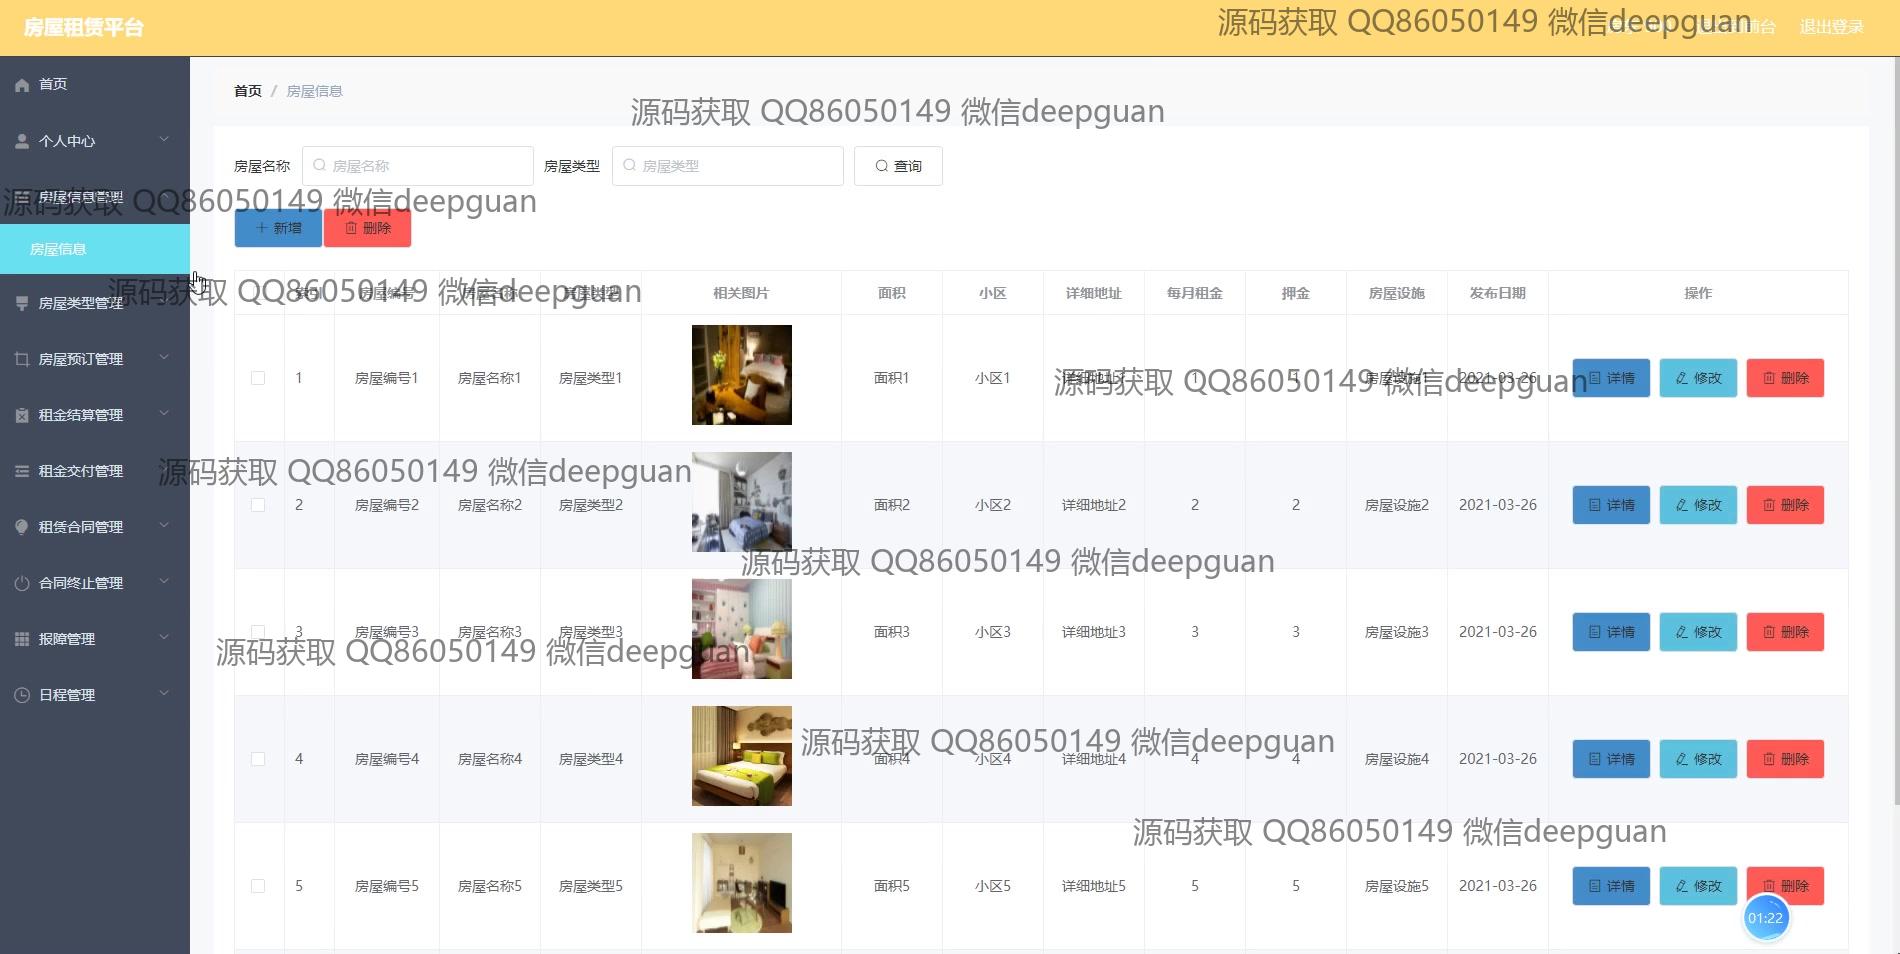 房屋租赁平台
源码获取 QQ86050149 微信deepguan
退出登录
首页
个人中心
房屋信息管理
房屋信息
房屋类型管理
房屋预订管理
租金结算管理
租金交付管理
租赁合同管理
合同终止管理
报障管理
日程管理
首页 / 房屋信息
源码获取 QQ86050149 微信deepguan
房屋名称 房屋名称 房屋类型 房屋类型 查询
源码获取 QQ86050149 微信deepguan
新增 删除
源码获取 QQ86050149 微信deepguan
索引 房屋编号 房屋名称 房屋类型 相关图片 面积 小区 详细地址 每月租金 押金 房屋设施 发布日期 操作
1 房屋编号1 房屋名称1 房屋类型1 面积1 小区1 详细地址1 1 1 房屋设施1 2021-03-26 详情 修改 删除
源码获取 QQ86050149 微信deepguan
源码获取 QQ86050149 微信deepguan
2 房屋编号2 房屋名称2 房屋类型2 面积2 小区2 详细地址2 2 2 房屋设施2 2021-03-26 详情 修改 删除
源码获取 QQ86050149 微信deepguan
3 房屋编号3 房屋名称3 房屋类型3 面积3 小区3 详细地址3 3 3 房屋设施3 2021-03-26 详情 修改 删除
源码获取 QQ86050149 微信deepguan
源码获取 QQ86050149 微信deepguan
4 房屋编号4 房屋名称4 房屋类型4 面积4 小区4 详细地址4 4 4 房屋设施4 2021-03-26 详情 修改 删除
源码获取 QQ86050149 微信deepguan
5 房屋编号5 房屋名称5 房屋类型5 面积5 小区5 详细地址5 5 5 房屋设施5 2021-03-26 详情 修改 删除
01:22